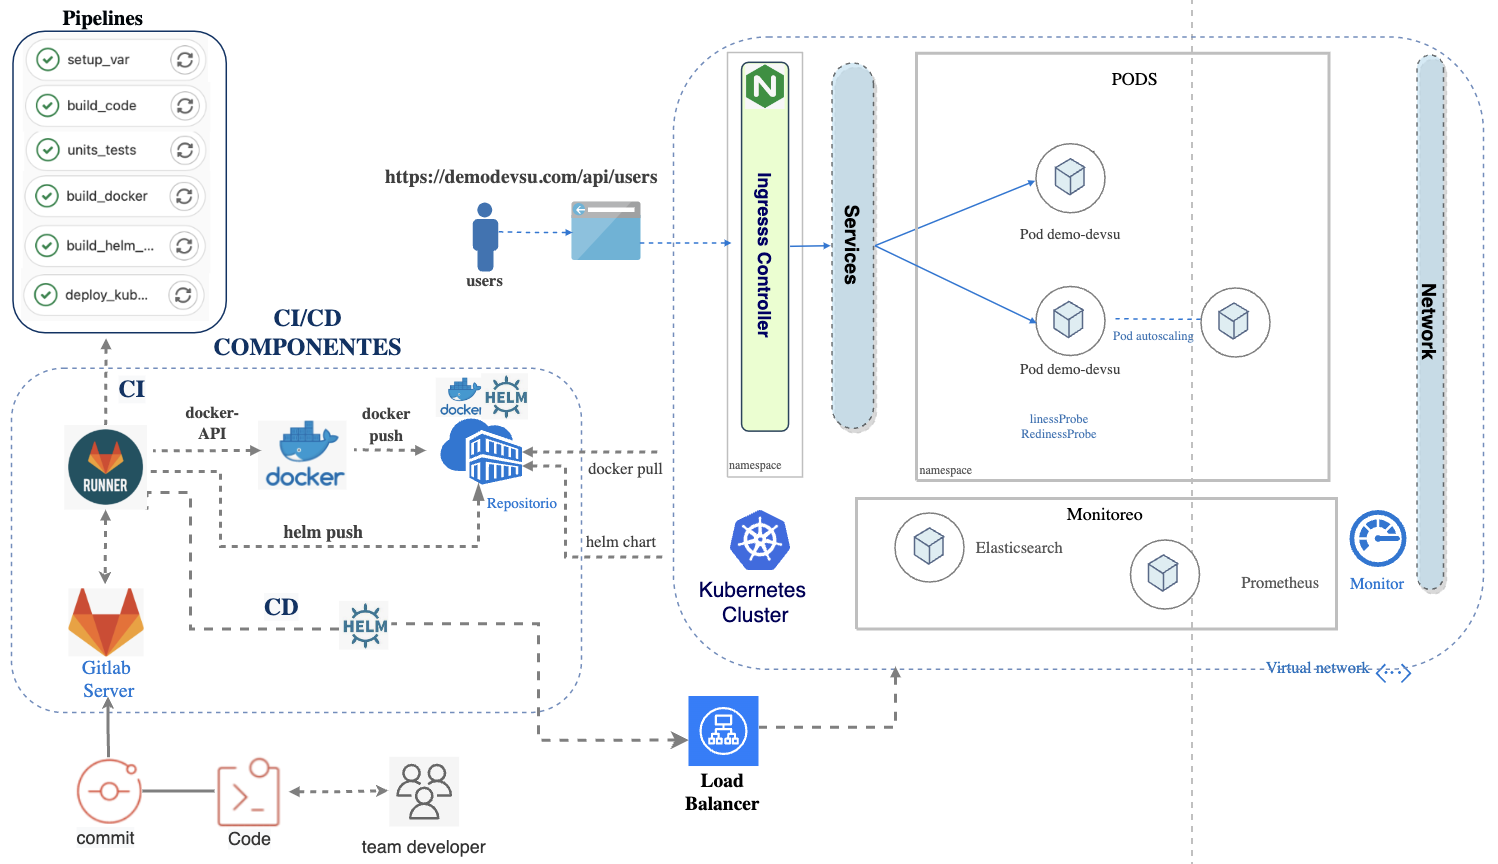 Pipelines
setup_var
build_code
units_tests
build_docker
build_helm_...
deploy_kub...
CI/CD
COMPONENTES
CI
docker-
API
docker
push
docker
HELM
RUNNER
docker
Repositorio
docker pull
helm push
helm chart
CD
HELM
Gitlab
Server
commit
Code
team developer
https://demodevsu.com/api/users
users
Ingresss Controller
namespace
Services
PODS
Pod demo-devsu
Pod autoscaling
Pod demo-devsu
linessProbe
RedinessProbe
namespace
Network
Kubernetes
Cluster
Monitoreo
Elasticsearch
Prometheus
Monitor
Virtual network
Load
Balancer